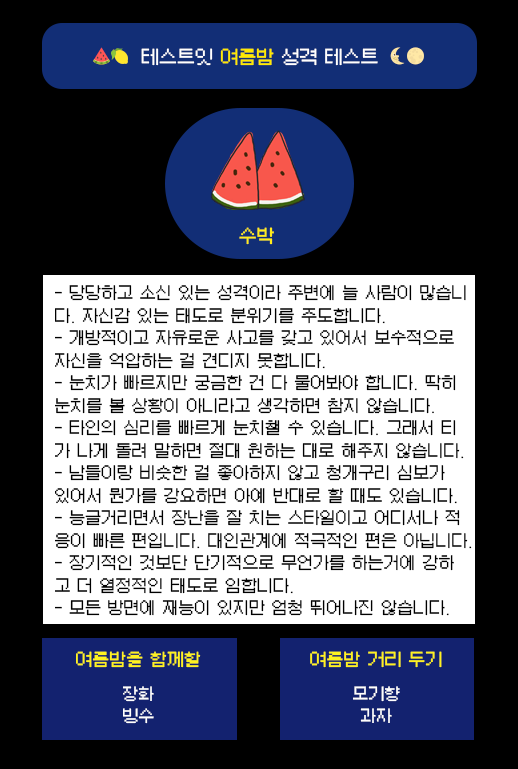 테스트잇 여름밤 성격 테스트
수박
- 당당하고 소신 있는 성격이라 주변에 늘 사람이 많습니
다. 자신감 있는 태도로 분위기를 주도합니다.
- 개방적이고 자유로운 사고를 갖고 있어서 보수적으로
자신을 억압하는 걸 견디지 못합니다.
- 눈치가 빠르지만 궁금한 건 다 물어봐야 합니다. 딱히
눈치를 볼 상황이 아니라고 생각하면 참지 않습니다.
- 타인의 심리를 빠르게 눈치챌 수 있습니다. 그래서 티
가 나게 돌려 말하면 절대 원하는 대로 해주지 않습니다.
- 남들이랑 비슷한 걸 좋아하지 않고 청개구리 심보가
있어서 뭔가를 강요하면 아예 반대로 할 때도 있습니다.
- 능글거리면서 장난을 잘 치는 스타일이고 어디서나 적
응이 빠른 편입니다. 대인관계에 적극적인 편은 아닙니다.
- 장기적인 것보단 단기적으로 무언가를 하는거에 강하
고 더 열정적인 태도로 임합니다.
- 모든 방면에 재능이 있지만 엄청 뛰어나진 않습니다.
여름밤을 함께할
장화
빙수
여름밤 거리 두기
모기향
과자